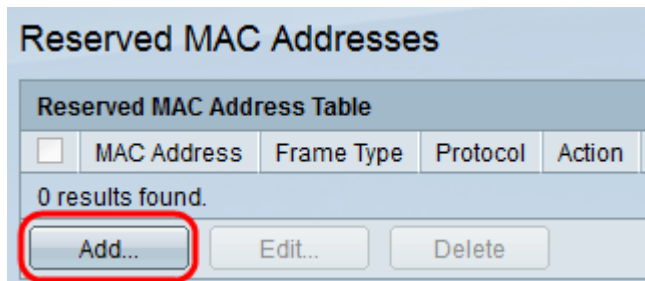 Reserved MAC Addresses
Reserved MAC Address Table
MAC Address Frame Type Protocol Action
0 results found.
Add... Edit... Delete